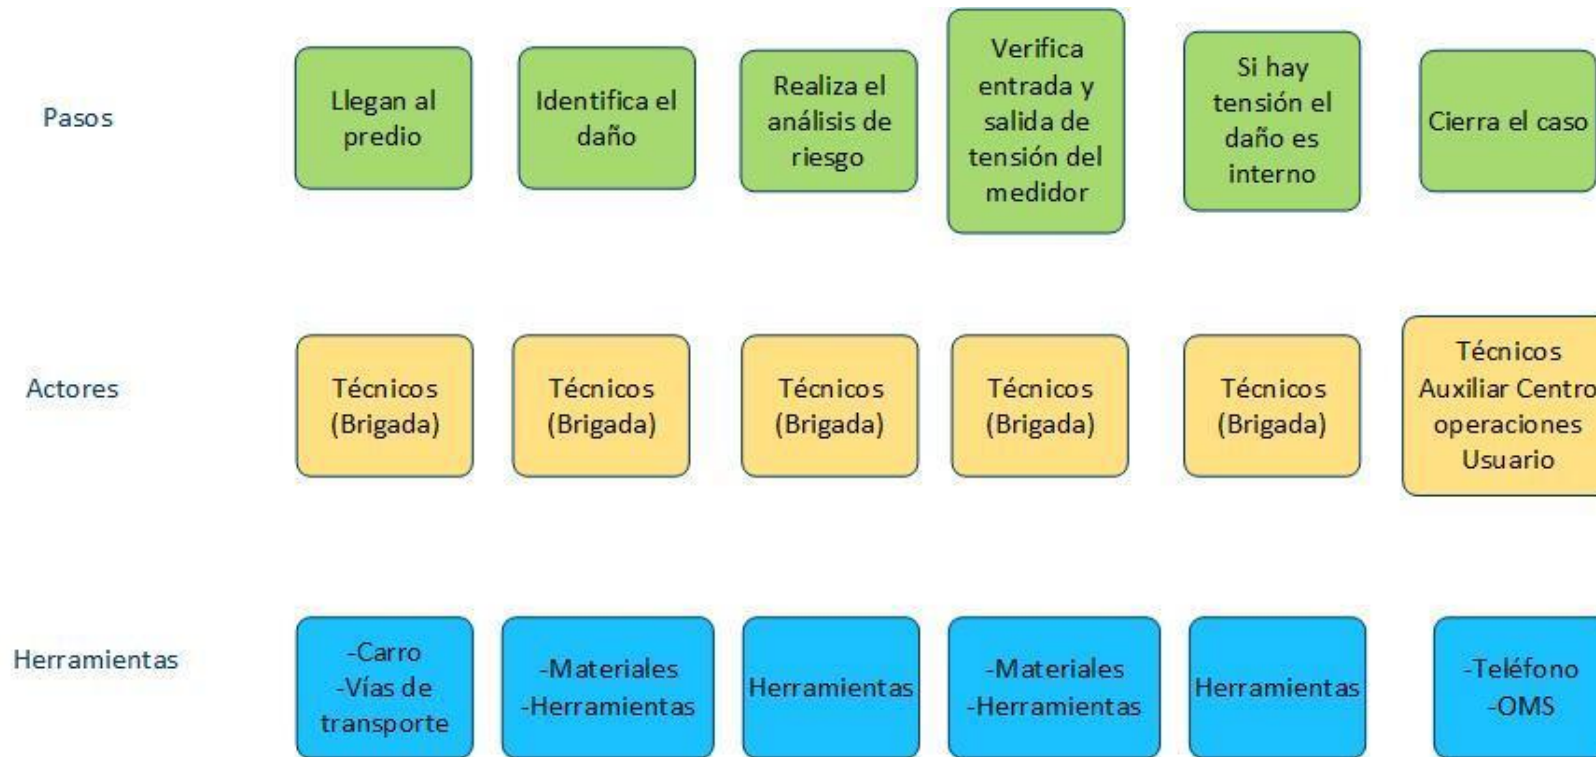 Pasos
Llegan al
predio
Identifica el
daño
Realiza el
análisis de
riesgo
Verifica
entrada y
salida de
tensión del
medidor
Si hay
tensión el
daño es
interno
Cierra el caso
Actores
Técnicos
(Brigada)
Técnicos
(Brigada)
Técnicos
(Brigada)
Técnicos
(Brigada)
Técnicos
(Brigada)
Técnicos
Auxiliar Centro
operaciones
Usuario
Herramientas
-Carro
-Vías de
transporte
-Materiales
-Herramientas
Herramientas
-Materiales
-Herramientas
Herramientas
-Teléfono
-OMS